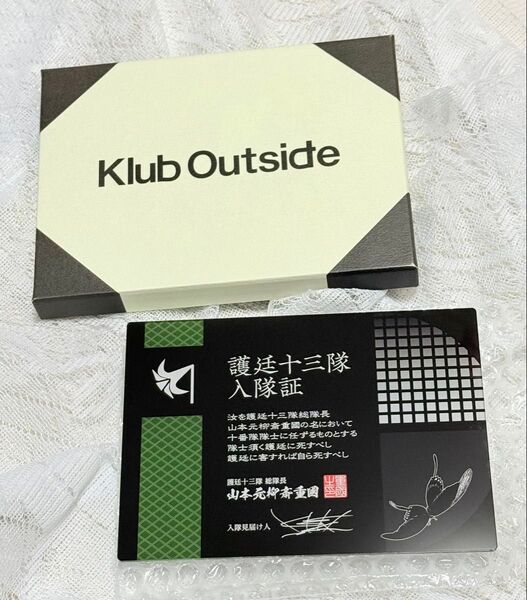 Klub Outside
護廷十三隊
入隊証
汝を護廷十三隊総隊長
山本元柳斎重國の名において
十番隊隊士に任ずるものとする
隊士須く護廷に死すべし
護廷に害すれば自ら死すべし
護廷十三隊 総隊長
山本元柳斎重國
入隊見届け人